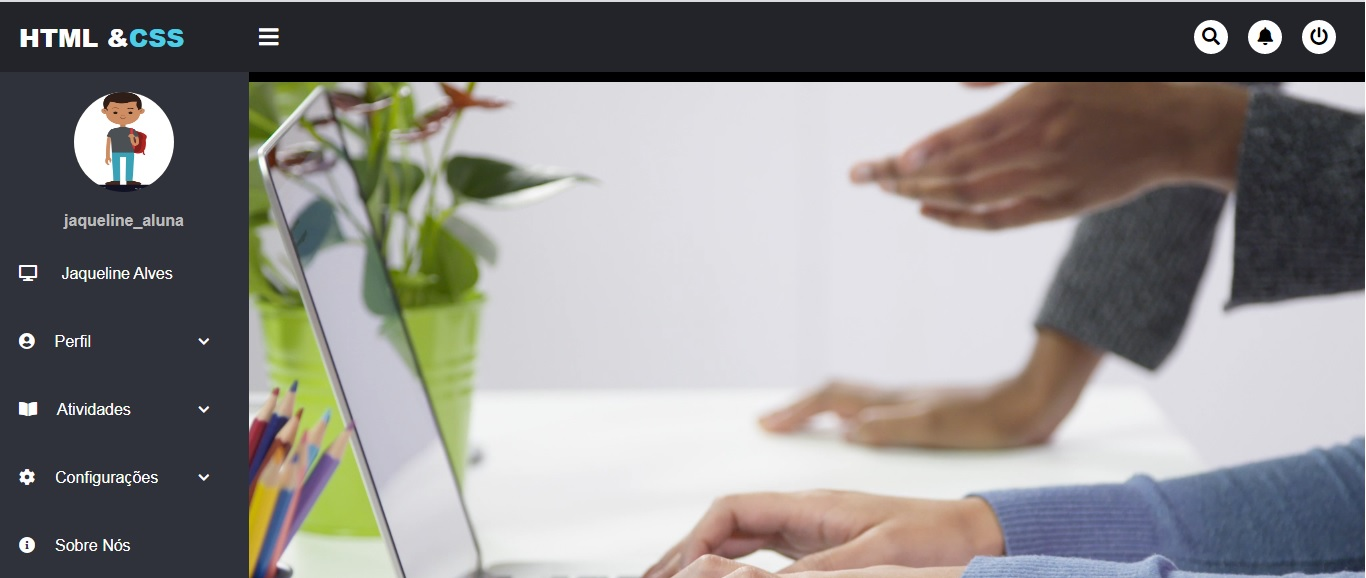 HTML &CSS
jaqueline_aluna
Jaqueline Alves
Perfil
Atividades
Configurações
Sobre Nós